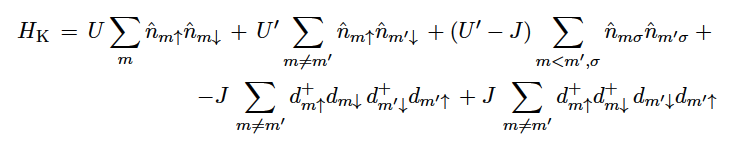 H_K = U ∑_m n̂_{m↑} n̂_{m↓} + U′ ∑_{m≠m′} n̂_{m↑} n̂_{m′↓} + (U′ − J) ∑_{m<m′,σ} n̂_{mσ} n̂_{m′σ} +
−J ∑_{m≠m′} d⁺_{m↑} d_{m↓} d⁺_{m′↓} d_{m′↑} + J ∑_{m≠m′} d⁺_{m↑} d⁺_{m↓} d_{m′↓} d_{m′↑}